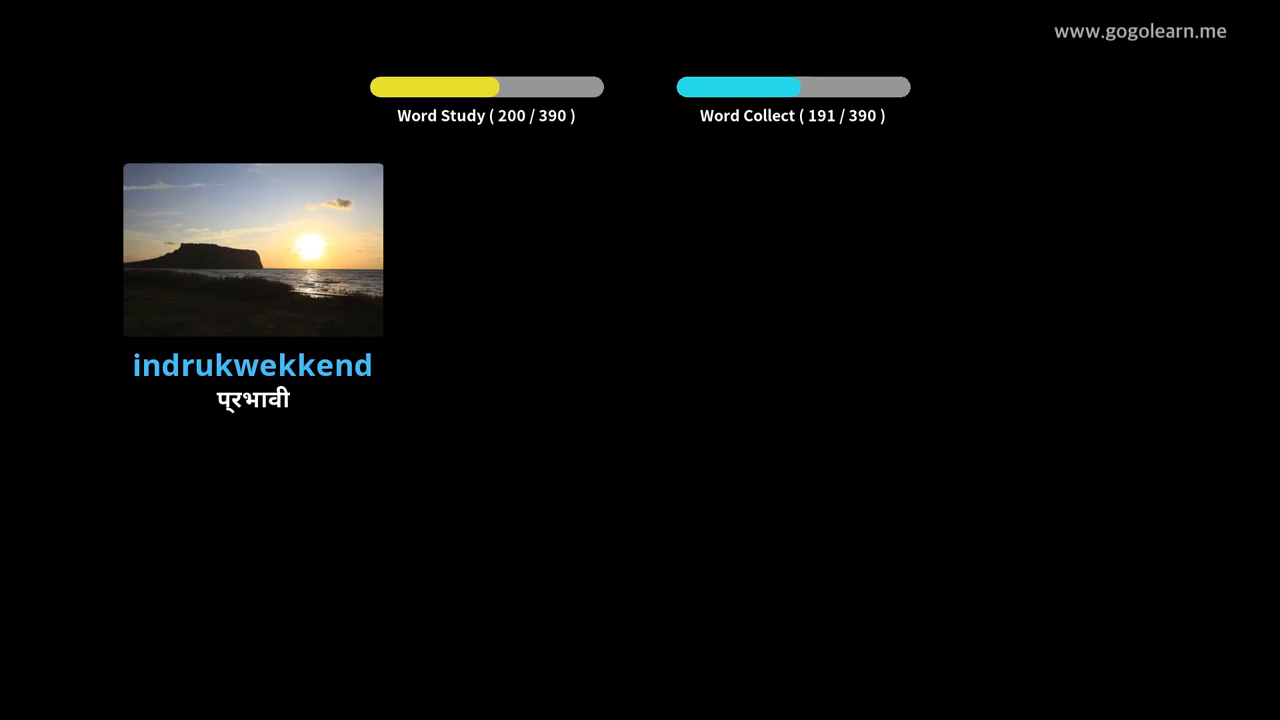 www.gogolearn.me
Word Study ( 200 / 390 )
Word Collect ( 191 / 390 )
indrukwekkend
प्रभावी